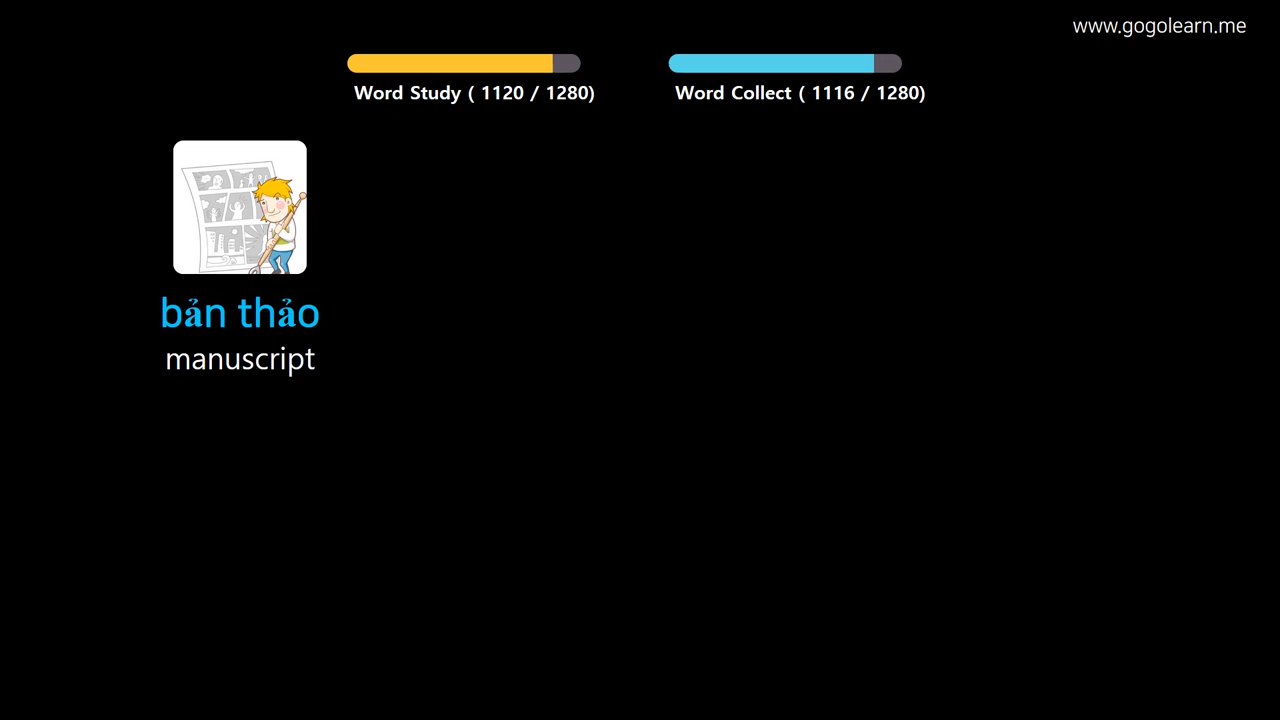 www.gogolearn.me
Word Study ( 1120 / 1280)
Word Collect ( 1116 / 1280)
bản thảo
manuscript